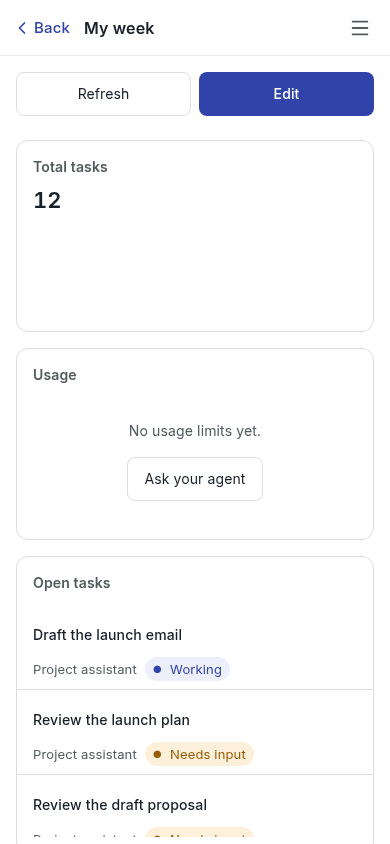 Back My week
Refresh Edit
Total tasks
12
Usage
No usage limits yet.
Ask your agent
Open tasks
Draft the launch email
Project assistant Working
Review the launch plan
Project assistant Needs input
Review the draft proposal